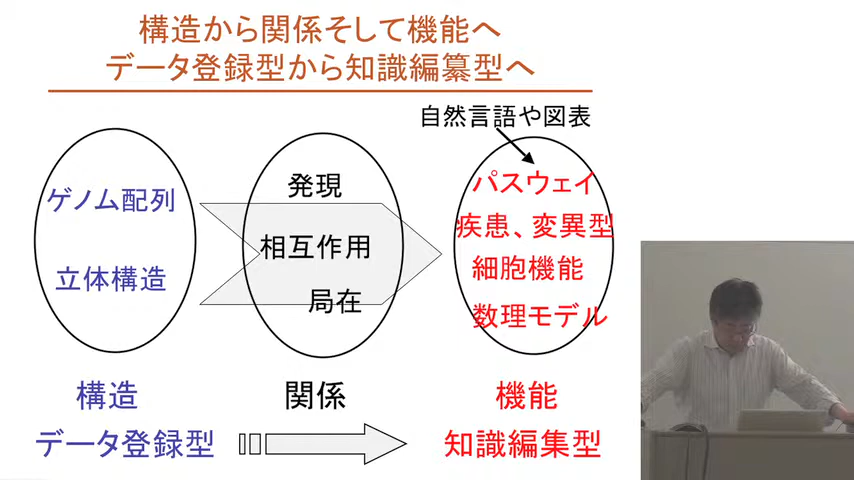 構造から関係そして機能へ
データ登録型から知識編纂型へ
自然言語や図表
ゲノム配列
立体構造
発現
相互作用
局在
パスウェイ
疾患、変異型
細胞機能
数理モデル
構造
関係
機能
データ登録型
知識編集型